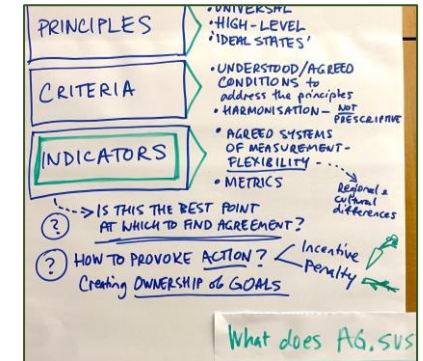 PRINCIPLES
• UNIVERSAL
• HIGH-LEVEL
• 'IDEAL STATES'
CRITERIA
• UNDERSTOOD/AGREED
CONDITIONS to
address the principles
• HARMONISATION - NOT
PRESCRIPTIVE
INDICATORS
• AGREED SYSTEMS
OF MEASUREMENT-
FLEXIBILITY -
• METRICS
Regional &
cultural
differences
? IS THIS THE BEST POINT
AT WHICH TO FIND AGREEMENT?
? HOW TO PROVOKE ACTION? Incentive
Penalty
Creating OWNERSHIP of GOALS
What does AG. SUS